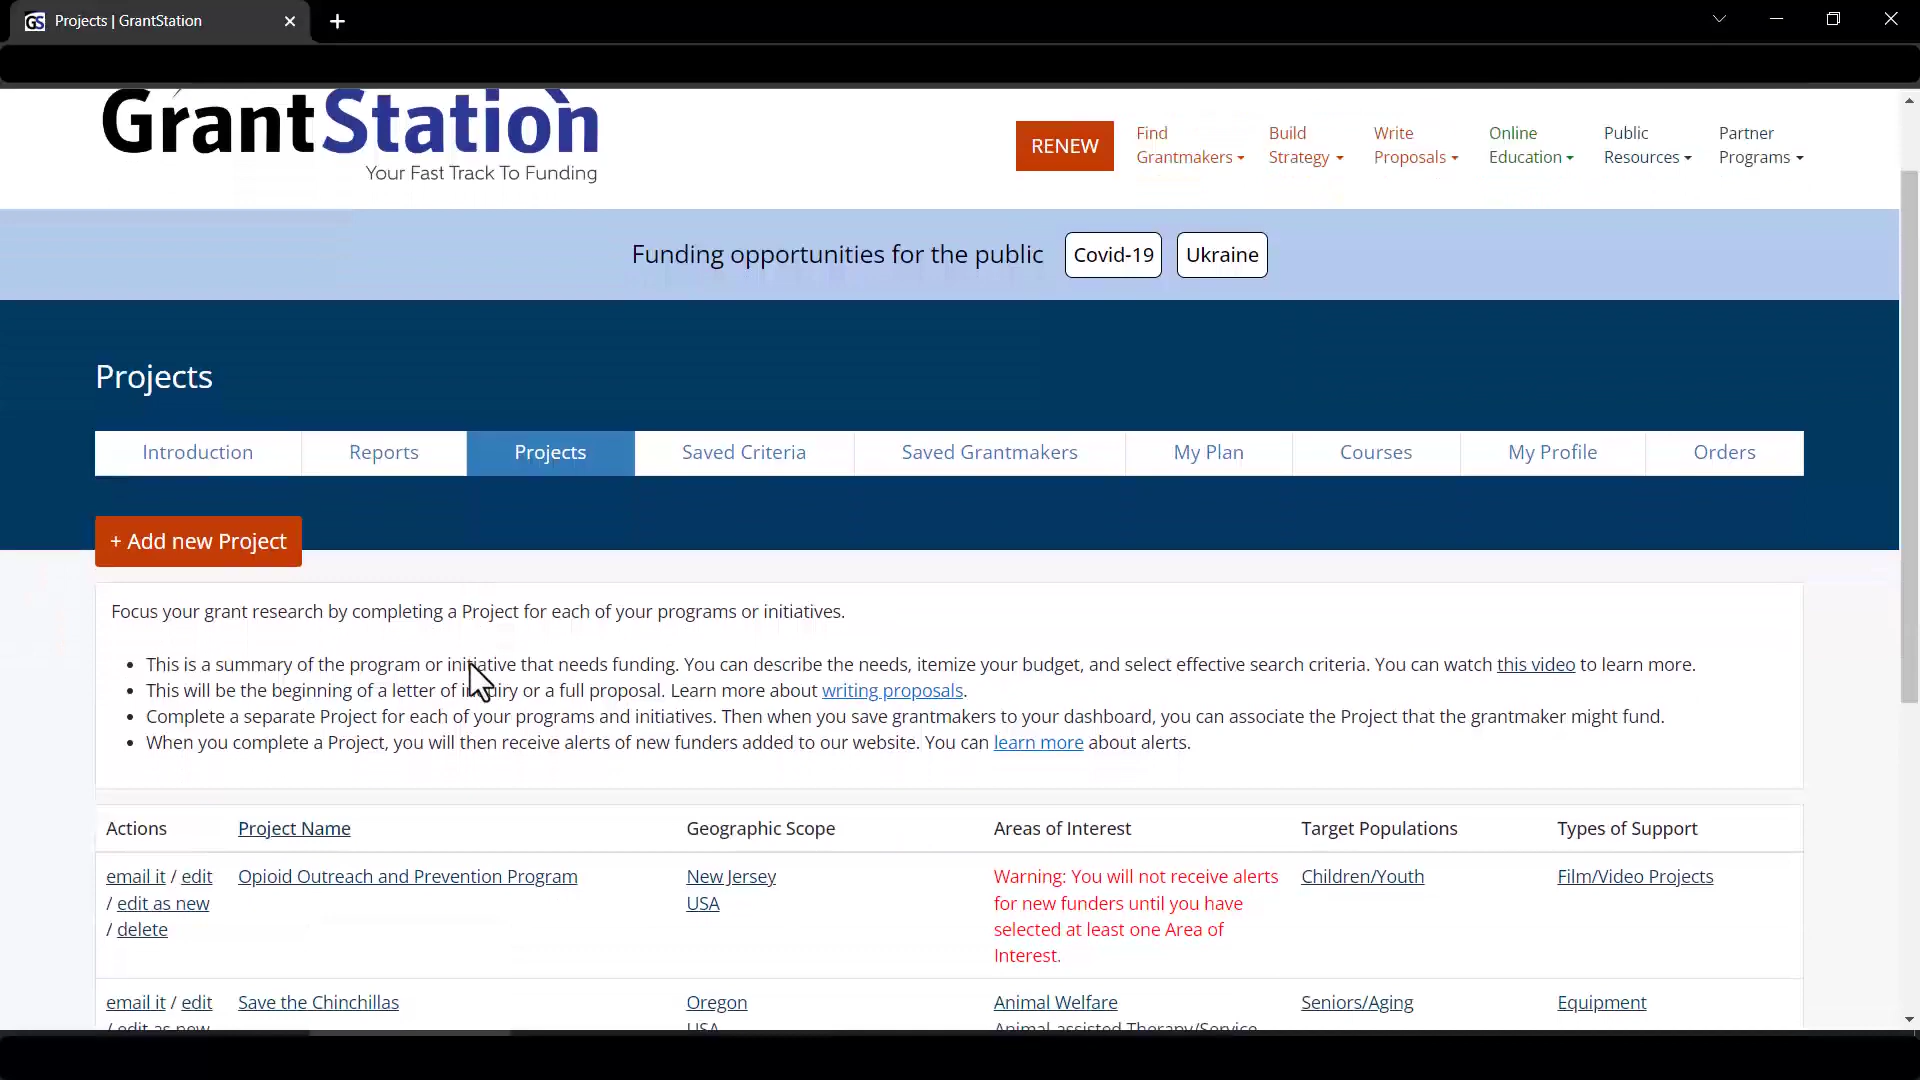 Projects | GrantStation
GrantStation
Your Fast Track To Funding
RENEW
Find
Grantmakers
Build
Strategy
Write
Proposals
Online
Education
Public
Resources
Partner
Programs
Funding opportunities for the public
Covid-19
Ukraine
Projects
Introduction
Reports
Projects
Saved Criteria
Saved Grantmakers
My Plan
Courses
My Profile
Orders
+ Add new Project
Focus your grant research by completing a Project for each of your programs or initiatives.
• This is a summary of the program or initiative that needs funding. You can describe the needs, itemize your budget, and select effective search criteria. You can watch this video to learn more.
• This will be the beginning of a letter of inquiry or a full proposal. Learn more about writing proposals.
• Complete a separate Project for each of your programs and initiatives. Then when you save grantmakers to your dashboard, you can associate the Project that the grantmaker might fund.
• When you complete a Project, you will then receive alerts of new funders added to our website. You can learn more about alerts.
Actions
Project Name
Geographic Scope
Areas of Interest
Target Populations
Types of Support
email it / edit
/ edit as new
/ delete
Opioid Outreach and Prevention Program
New Jersey
USA
Warning: You will not receive alerts
for new funders until you have
selected at least one Area of
Interest.
Children/Youth
Film/Video Projects
email it / edit
/ edit as new
Save the Chinchillas
Oregon
USA
Animal Welfare
Animal-assisted Therapy/Service
Seniors/Aging
Equipment